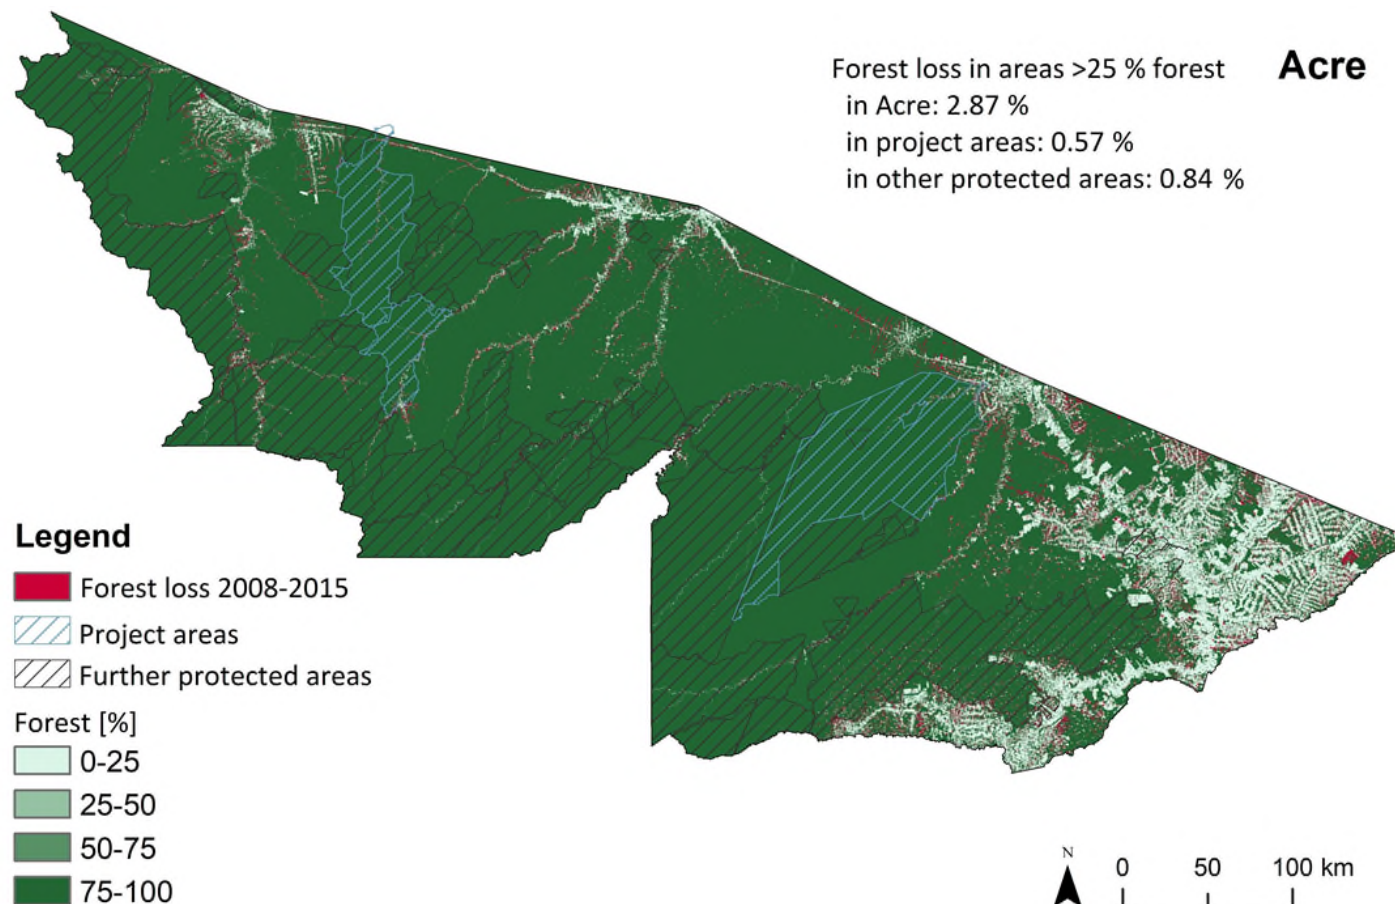 Acre
Forest loss in areas >25 % forest
in Acre: 2.87 %
in project areas: 0.57 %
in other protected areas: 0.84 %
Legend
Forest loss 2008-2015
Project areas
Further protected areas
Forest [%]
0-25
25-50
50-75
75-100
N
0 50 100 km